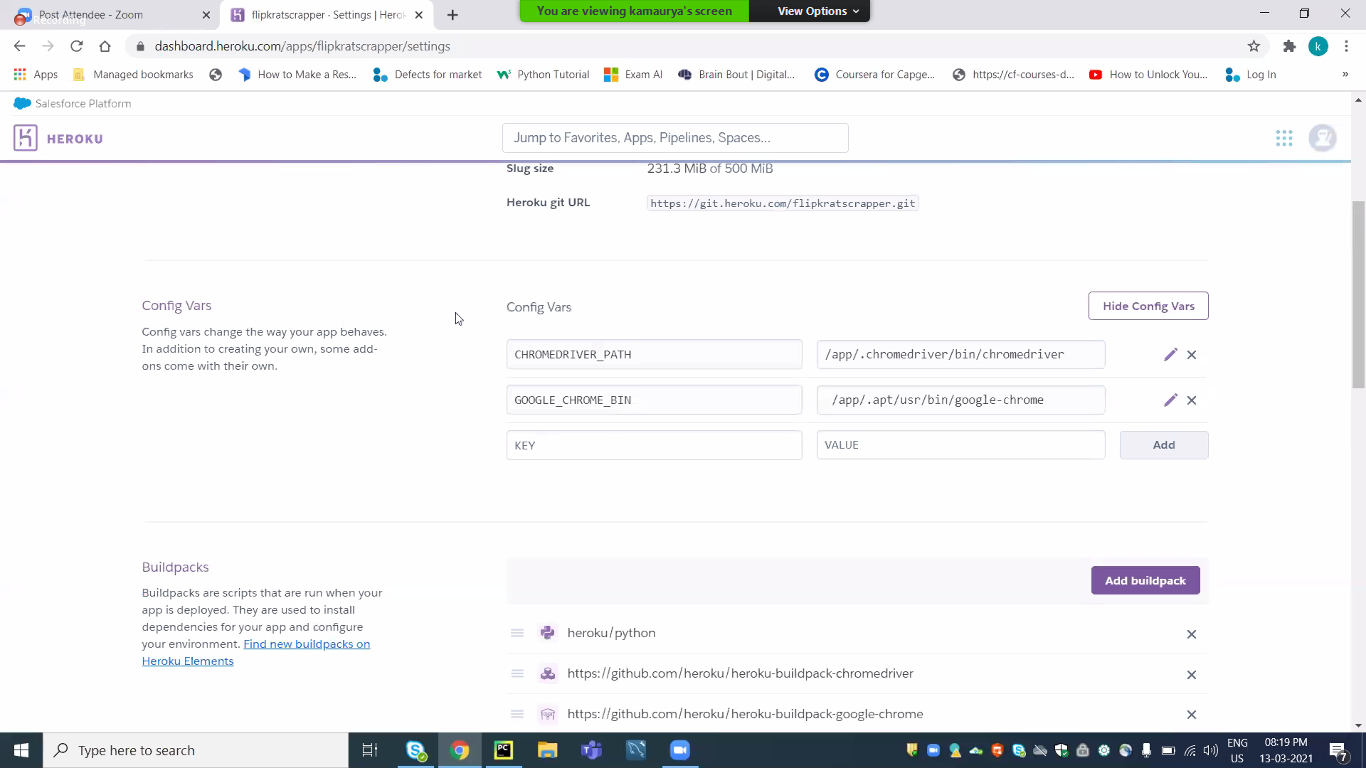 Post Attendee - Zoom
Recording
flipkratscrapper - Settings | Herok
You are viewing kamaurya's screen
View Options
dashboard.heroku.com/apps/flipkratscrapper/settings
k
Apps
Managed bookmarks
How to Make a Res...
Defects for market
Python Tutorial
Exam AI
Brain Bout | Digital...
Coursera for Capge...
https://cf-courses-d...
How to Unlock You...
Log In
»
Salesforce Platform
HEROKU
Jump to Favorites, Apps, Pipelines, Spaces...
Slug size
231.3 MiB of 500 MiB
Heroku git URL
https://git.heroku.com/flipkratscrapper.git
Config Vars
Config vars change the way your app behaves.
In addition to creating your own, some add-
ons come with their own.
Config Vars
Hide Config Vars
CHROMEDRIVER_PATH
/app/.chromedriver/bin/chromedriver
GOOGLE_CHROME_BIN
/app/.apt/usr/bin/google-chrome
KEY
VALUE
Add
Buildpacks
Buildpacks are scripts that are run when your
app is deployed. They are used to install
dependencies for your app and configure
your environment. Find new buildpacks on
Heroku Elements
Add buildpack
heroku/python
https://github.com/heroku/heroku-buildpack-chromedriver
https://github.com/heroku/heroku-buildpack-google-chrome
Type here to search
PC
ENG
US
08:19 PM
13-03-2021
7